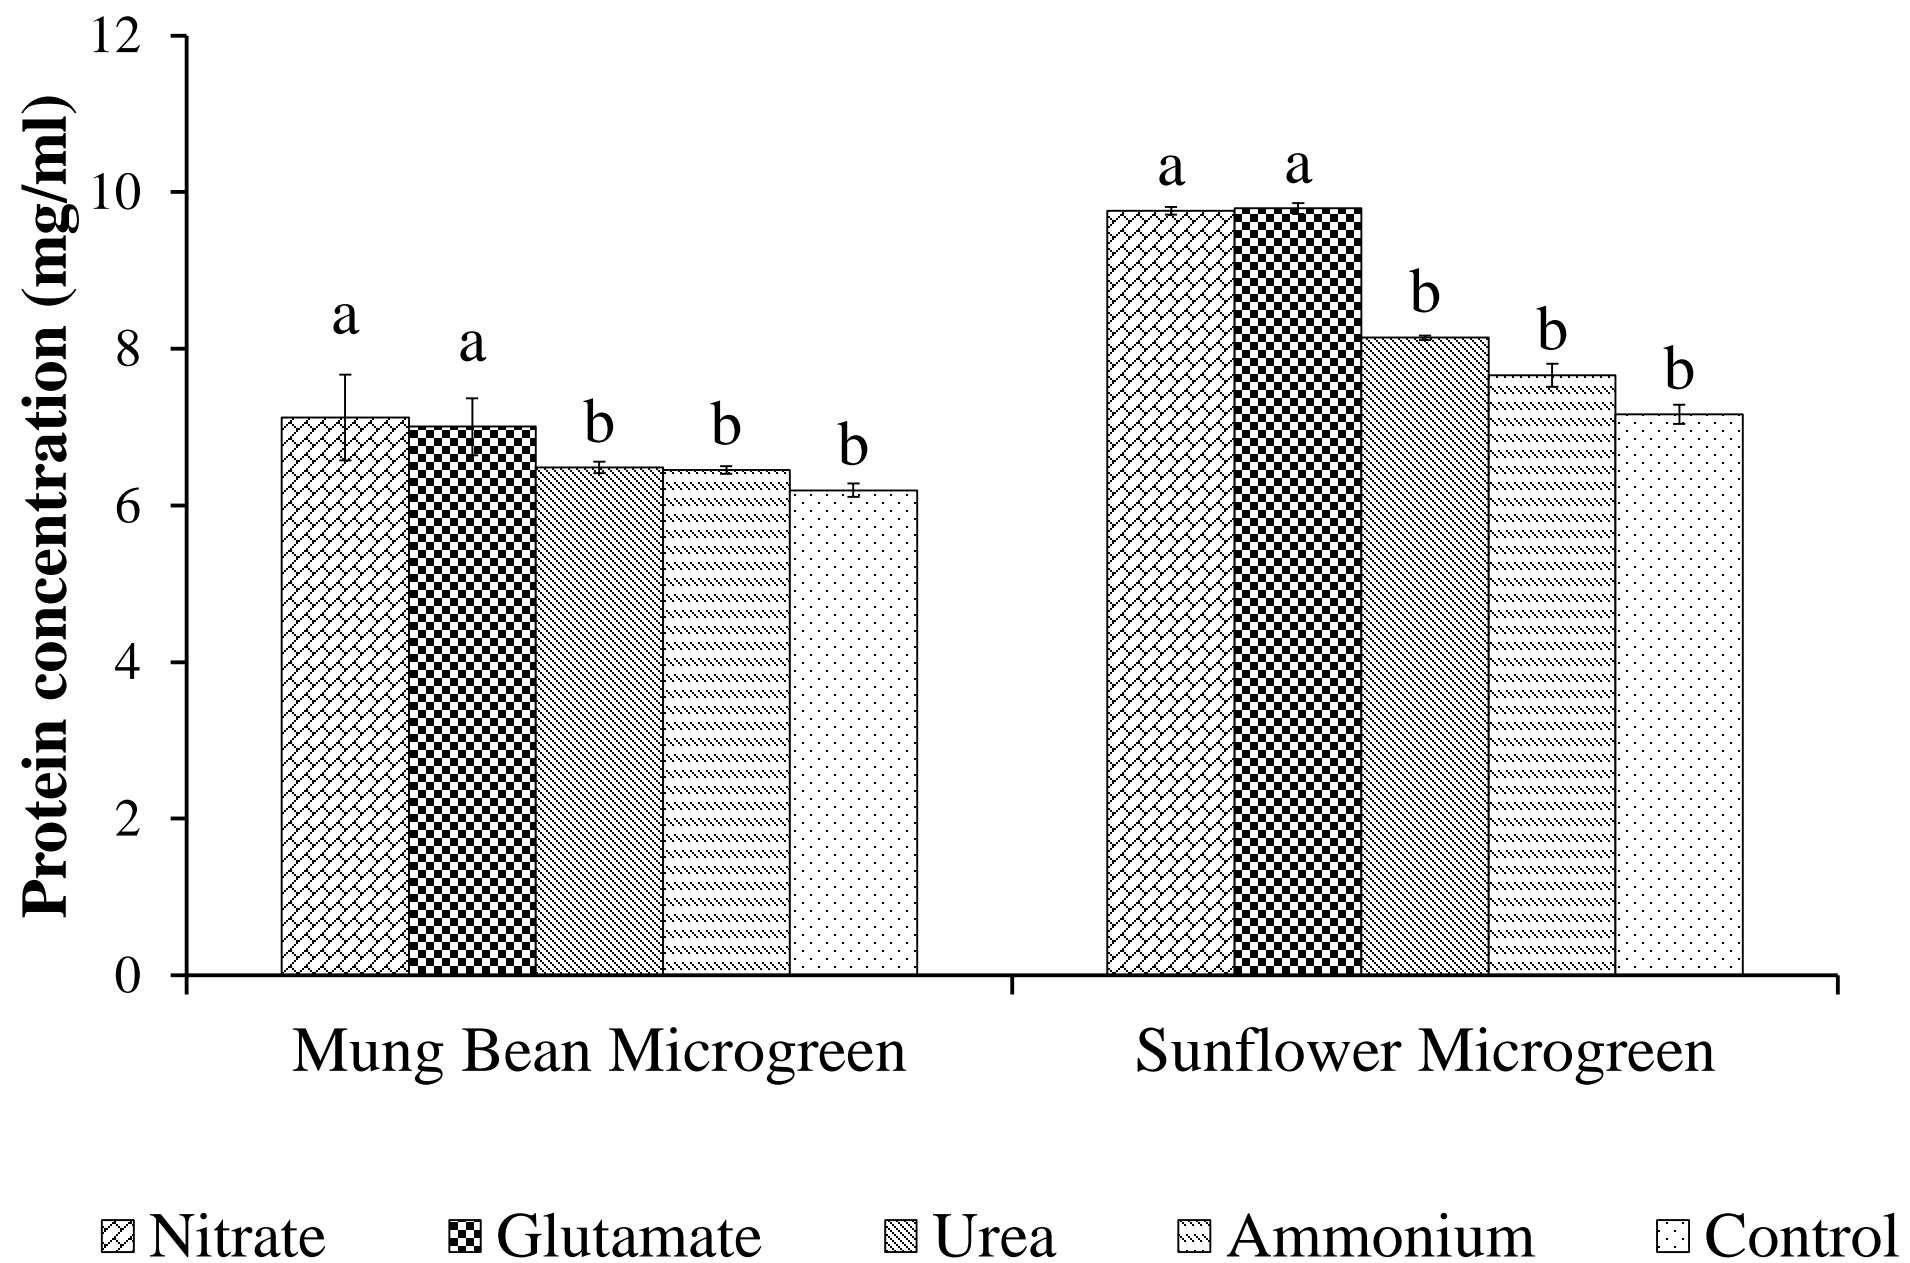 Protein concentration (mg/ml)
12
10
8
6
4
2
0
a
a
b
b
b
a
a
b
b
b
Mung Bean Microgreen
Sunflower Microgreen
Nitrate Glutamate Urea Ammonium Control